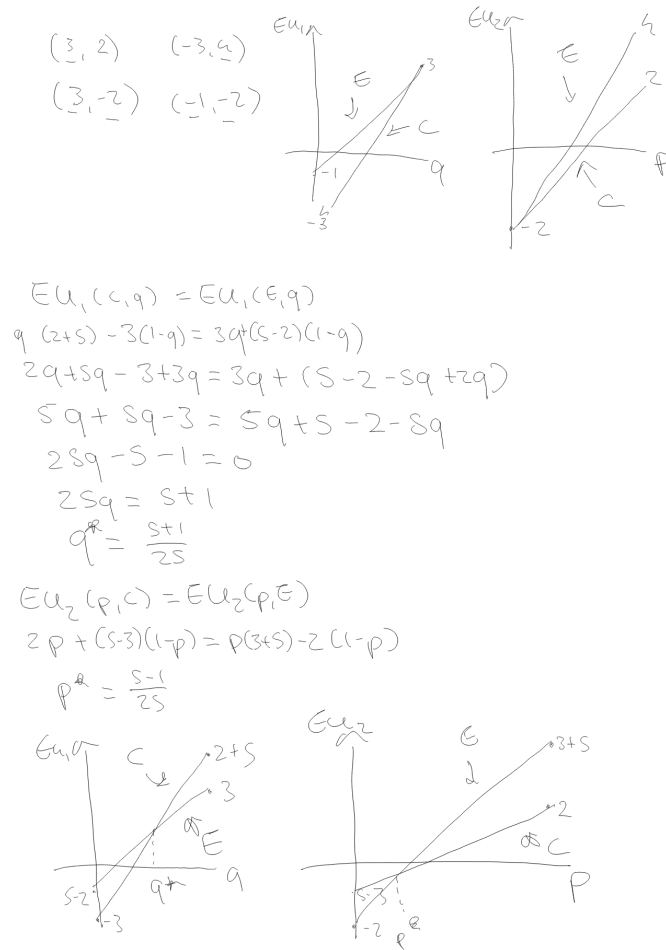 (3, 2) (-3, 4)
(3, -2) (-1, -2)
Eu₁
E
3
C
-1
-3
q
Eu₂
4
E
2
C
-2
P
Eu₁(C,q) = Eu₁(E,q)
q(2+S) - 3(1-q) = 3q+(S-2)(1-q)
2q+Sq - 3+3q = 3q + (S-2-Sq+2q)
5q + Sq-3 = 5q+S-2-Sq
2Sq-S-1=0
2Sq = S+1
q* = S+1/2S
Eu₂(p,C) = Eu₂(p,E)
2p+(S-3)(1-p) = p(3+S)-2(1-p)
p* = S-1/2S
Eu₁
C
2+S
3
E
S-2
-3
q*
q
Eu₂
E
3+S
2
C
S-3
-2
p*
P